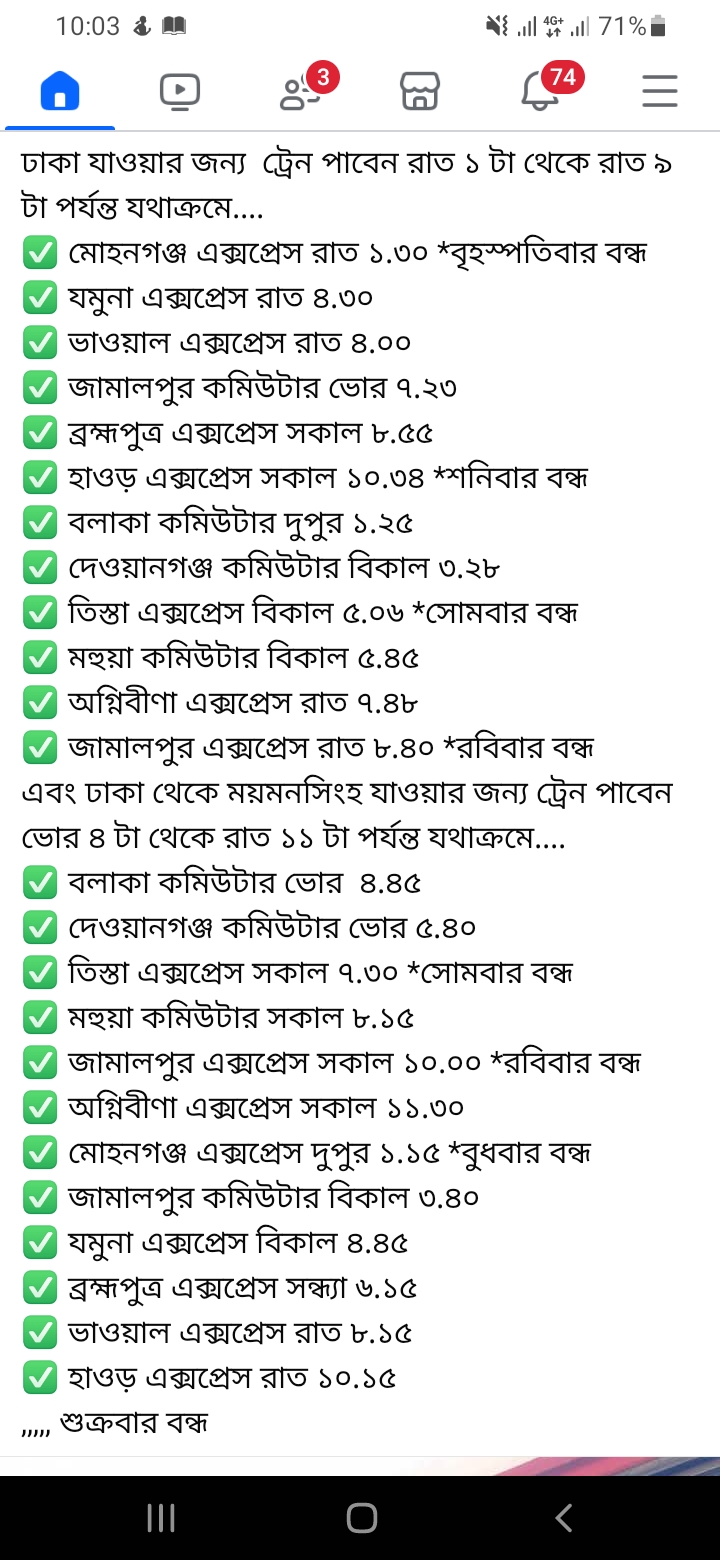 10:03
4G+
71%
3
74
ঢাকা যাওয়ার জন্য ট্রেন পাবেন রাত ১ টা থেকে রাত ৯
টা পর্যন্ত যথাক্রমে....
✅ মোহনগঞ্জ এক্সপ্রেস রাত ১.৩০ *বৃহস্পতিবার বন্ধ
✅ যমুনা এক্সপ্রেস রাত ৪.৩০
✅ ভাওয়াল এক্সপ্রেস রাত ৪.০০
✅ জামালপুর কমিউটার ভোর ৭.২৩
✅ ব্রহ্মপুত্র এক্সপ্রেস সকাল ৮.৫৫
✅ হাওড় এক্সপ্রেস সকাল ১০.৩৪ *শনিবার বন্ধ
✅ বলাকা কমিউটার দুপুর ১.২৫
✅ দেওয়ানগঞ্জ কমিউটার বিকাল ৩.২৮
✅ তিস্তা এক্সপ্রেস বিকাল ৫.০৬ *সোমবার বন্ধ
✅ মহুয়া কমিউটার বিকাল ৫.৪৫
✅ অগ্নিবীণা এক্সপ্রেস রাত ৭.৪৮
✅ জামালপুর এক্সপ্রেস রাত ৮.৪০ *রবিবার বন্ধ
এবং ঢাকা থেকে ময়মনসিংহ যাওয়ার জন্য ট্রেন পাবেন
ভোর ৪ টা থেকে রাত ১১ টা পর্যন্ত যথাক্রমে....
✅ বলাকা কমিউটার ভোর ৪.৪৫
✅ দেওয়ানগঞ্জ কমিউটার ভোর ৫.৪০
✅ তিস্তা এক্সপ্রেস সকাল ৭.৩০ *সোমবার বন্ধ
✅ মহুয়া কমিউটার সকাল ৮.১৫
✅ জামালপুর এক্সপ্রেস সকাল ১০.০০ *রবিবার বন্ধ
✅ অগ্নিবীণা এক্সপ্রেস সকাল ১১.৩০
✅ মোহনগঞ্জ এক্সপ্রেস দুপুর ১.১৫ *বুধবার বন্ধ
✅ জামালপুর কমিউটার বিকাল ৩.৪০
✅ যমুনা এক্সপ্রেস বিকাল ৪.৪৫
✅ ব্রহ্মপুত্র এক্সপ্রেস সন্ধ্যা ৬.১৫
✅ ভাওয়াল এক্সপ্রেস রাত ৮.১৫
✅ হাওড় এক্সপ্রেস রাত ১০.১৫
,,,,, শুক্রবার বন্ধ